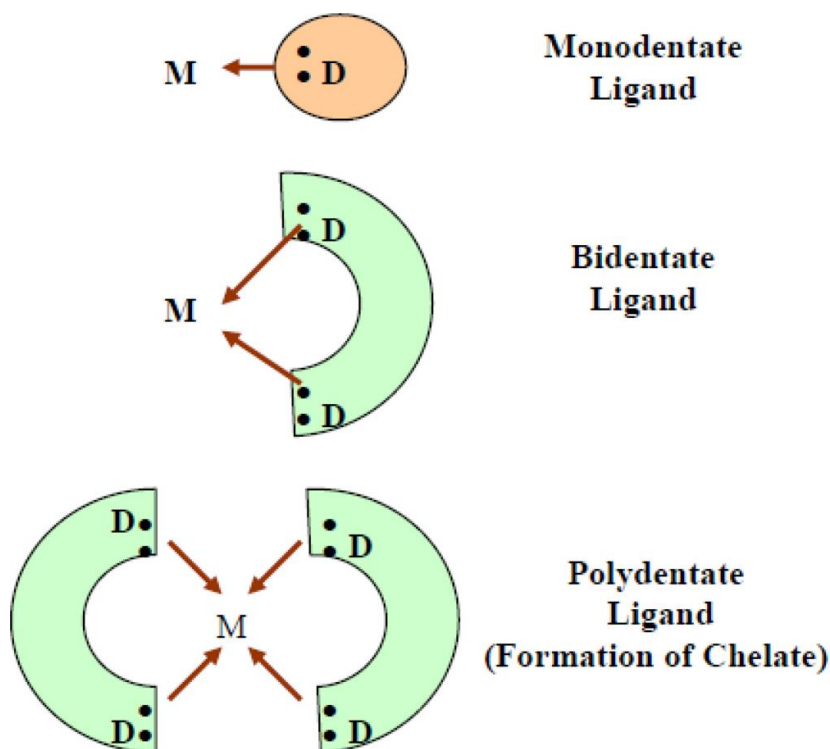 M
D
Monodentate
Ligand
D
M
D
Bidentate
Ligand
D
D
M
D
D
Polydentate
Ligand
(Formation of Chelate)